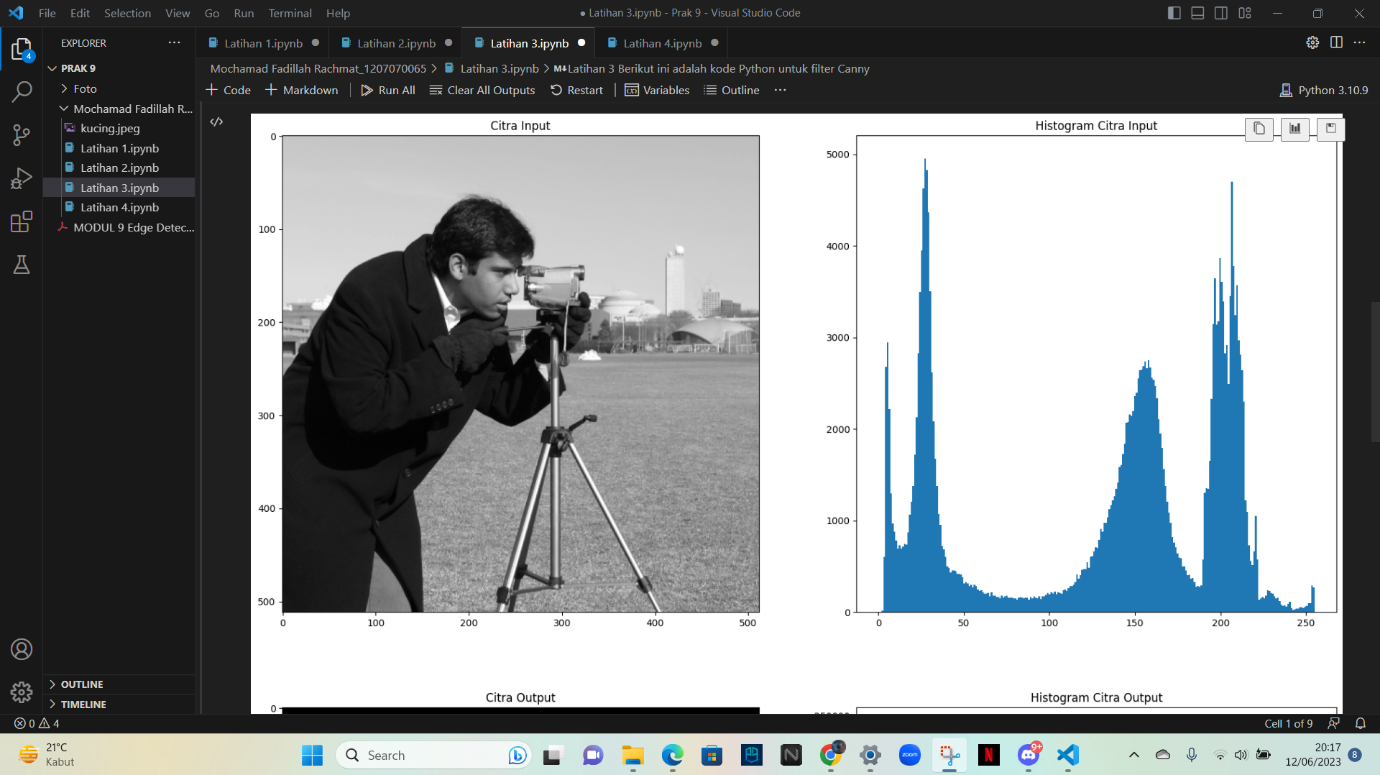 File Edit Selection View Go Run Terminal Help ● Latihan 3.ipynb - Prak 9 - Visual Studio Code
EXPLORER ··· Latihan 1.ipynb ● Latihan 2.ipynb ● Latihan 3.ipynb ● Latihan 4.ipynb ●
PRAK 9
Foto
Mochamad Fadillah R...
kucing.jpeg
Latihan 1.ipynb
Latihan 2.ipynb
Latihan 3.ipynb
Latihan 4.ipynb
MODUL 9 Edge Detec...
OUTLINE
TIMELINE
4
Mochamad Fadillah Rachmat_1207070065 > Latihan 3.ipynb > M↓Latihan 3 Berikut ini adalah kode Python untuk filter Canny
+ Code + Markdown Run All Clear All Outputs Restart Variables Outline ··· Python 3.10.9
Citra Input
0
100
200
300
400
500
0 100 200 300 400 500
Histogram Citra Input
5000
4000
3000
2000
1000
0
0 50 100 150 200 250
Citra Output
0
Histogram Citra Output
0 4 Cell 1 of 9
21°C
Kabut
Search
zoom
N
9+
20:17
12/06/2023
8